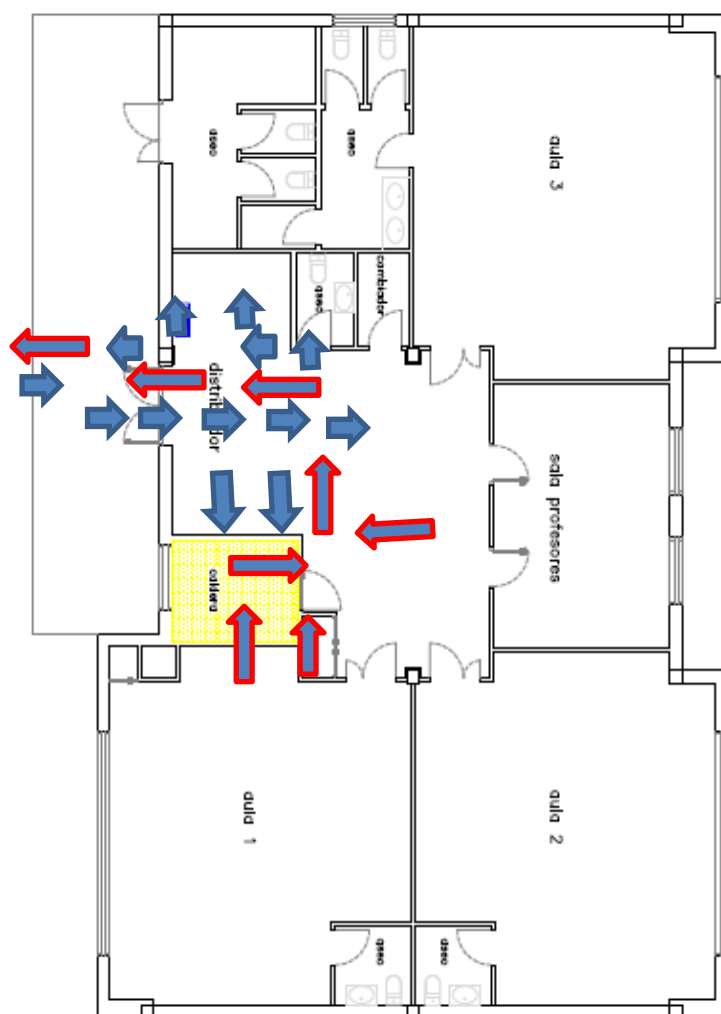 aseo
aseo
aula 3
aseo
cambiador
distribuidor
sala profesores
caldera
aula 1
aula 2
aseo
aseo